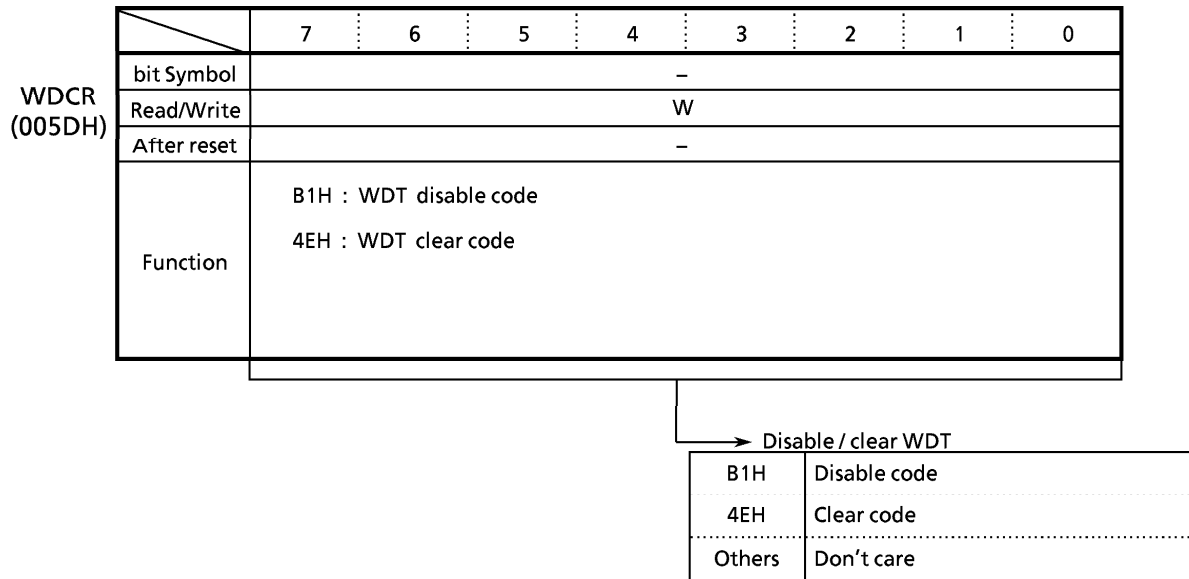 7 6 5 4 3 2 1 0
WDCR
(005DH)
bit Symbol –
Read/Write W
After reset –
Function
B1H : WDT disable code
4EH : WDT clear code
Disable / clear WDT
B1H Disable code
4EH Clear code
Others Don't care